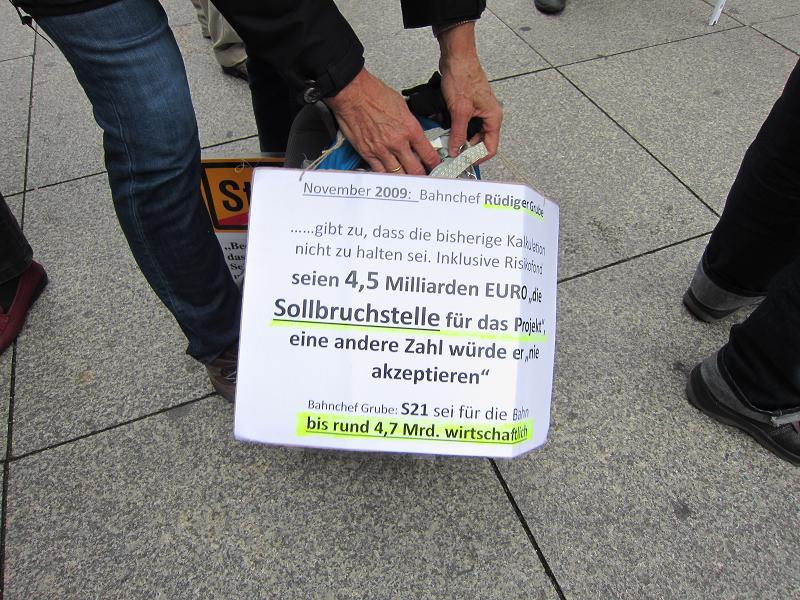 November 2009: Bahnchef Rüdiger Grube
......gibt zu, dass die bisherige Kalkulation
nicht zu halten sei. Inklusive Risikofond
seien 4,5 Milliarden EURO „die
Sollbruchstelle für das Projekt“,
eine andere Zahl würde er „nie
akzeptieren“
Bahnchef Grube: S21 sei für die Bahn
bis rund 4,7 Mrd. wirtschaftlich